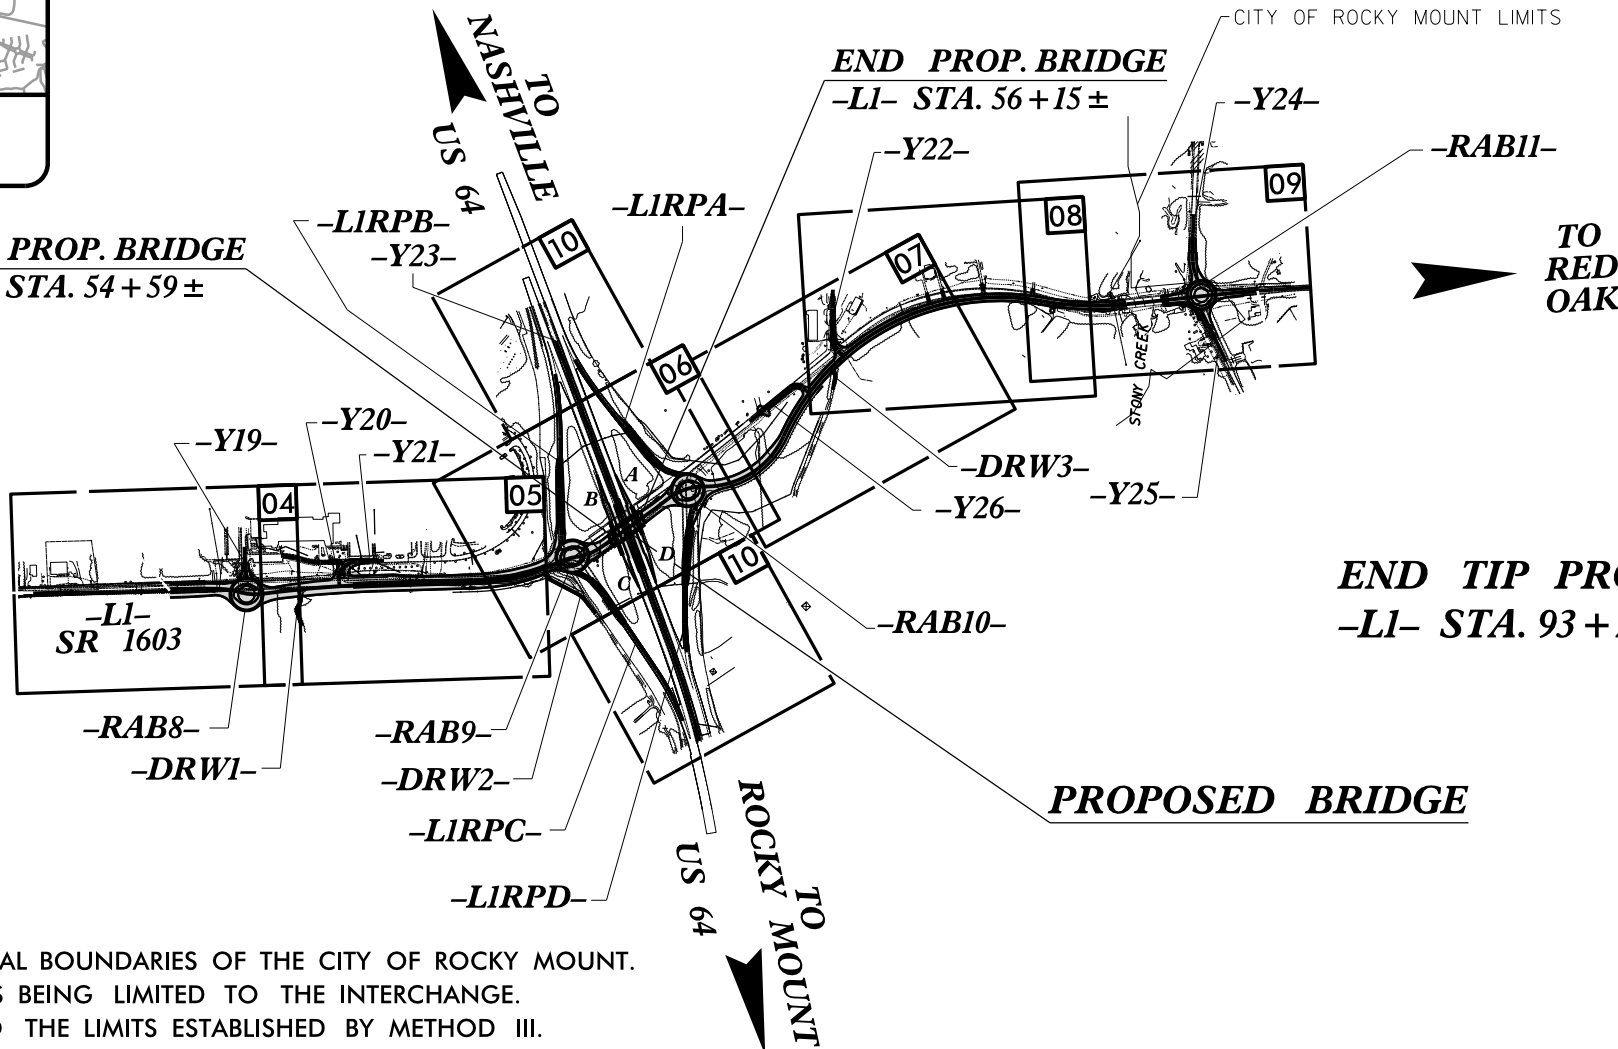 CITY OF ROCKY MOUNT LIMITS
TO
NASHVILLE
US 64
END PROP. BRIDGE
-L1- STA. 56+15 ±
-Y24-
-Y22-
-RAB11-
09
08
-L1RPB-
-L1RPA-
-Y23-
10
07
PROP. BRIDGE
STA. 54+59 ±
TO
RED
OAK
06
STONY CREEK
-Y19-
-Y20-
-Y21-
04
05
A
B
C
D
10
-DRW3-
-Y26-
-Y25-
END TIP
-L1- STA. 93+
-L1-
SR 1603
-RAB10-
-RAB8-
-DRW1-
-RAB9-
-DRW2-
-L1RPC-
-L1RPD-
PROPOSED BRIDGE
US 64
TO
ROCKY MOUNT
AL BOUNDARIES OF THE CITY OF ROCKY MOUNT.
BEING LIMITED TO THE INTERCHANGE.
THE LIMITS ESTABLISHED BY METHOD III.